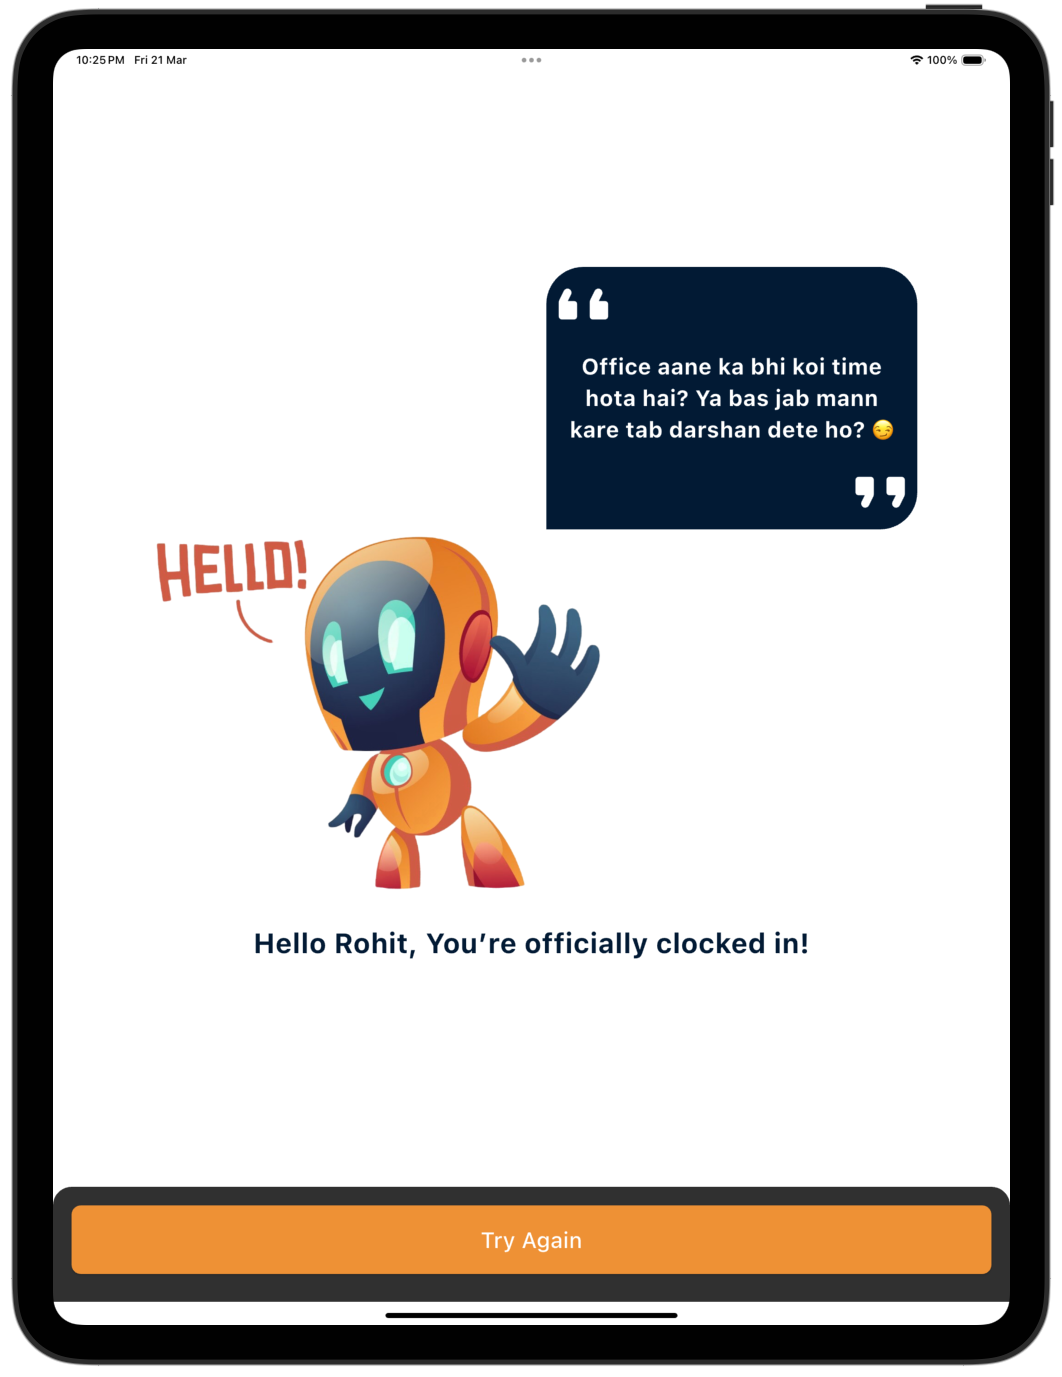 10:25 PM Fri 21 Mar
100%
Office aane ka bhi koi time
hota hai? Ya bas jab mann
kare tab darshan dete ho? 😏
HELLO!
Hello Rohit, You’re officially clocked in!
Try Again